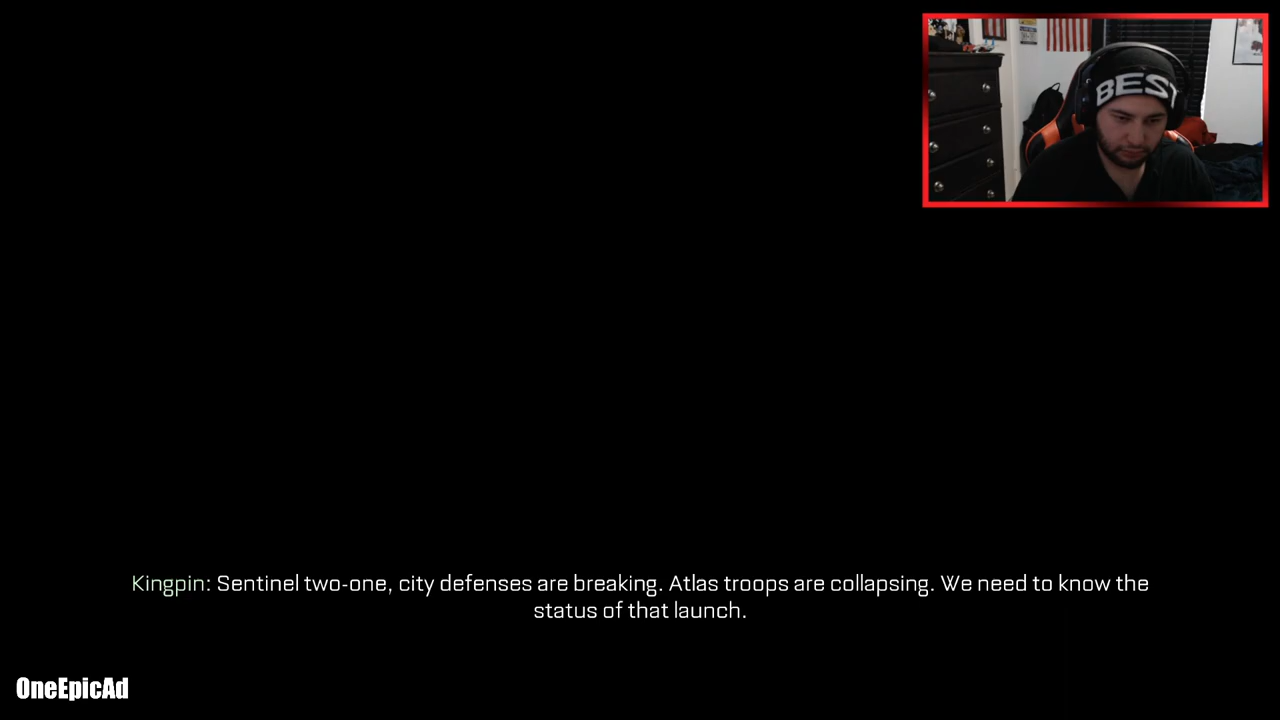 BEST
Kingpin: Sentinel two-one, city defenses are breaking. Atlas troops are collapsing. We need to know the
status of that launch.
OneEpicAd